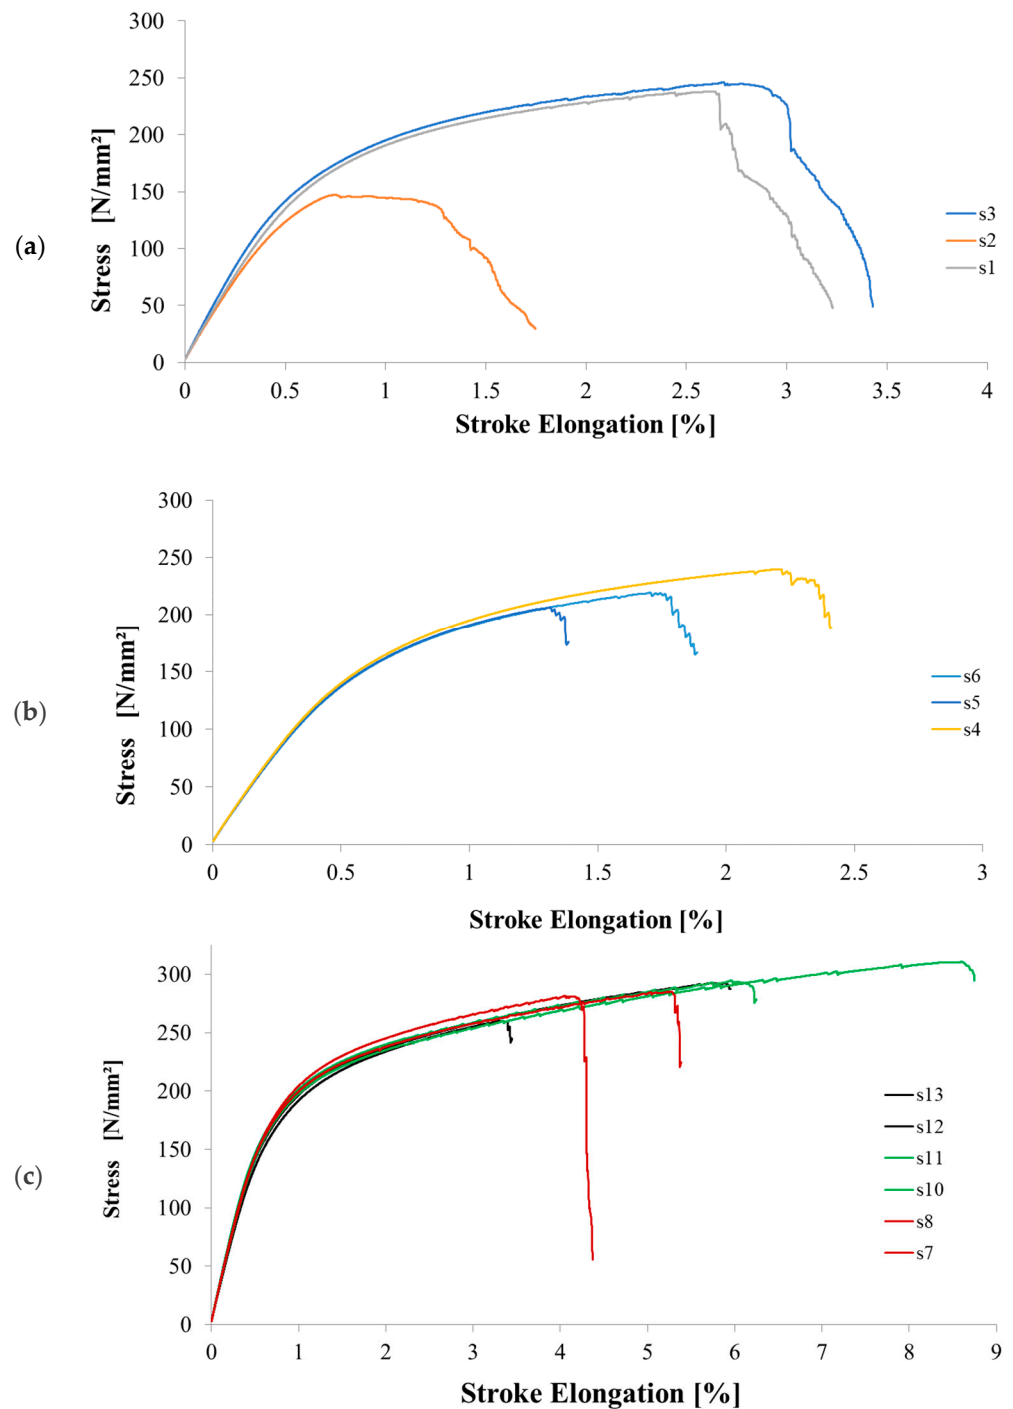 300
250
200
150
100
50
0
0 0.5 1 1.5 2 2.5 3 3.5 4
Stress [N/mm²]
Stroke Elongation [%]
(a)
s3
s2
s1
300
250
200
150
100
50
0
0 0.5 1 1.5 2 2.5 3
Stress [N/mm²]
Stroke Elongation [%]
(b)
s6
s5
s4
300
250
200
150
100
50
0
0 1 2 3 4 5 6 7 8 9
Stress [N/mm²]
Stroke Elongation [%]
(c)
s13
s12
s11
s10
s8
s7